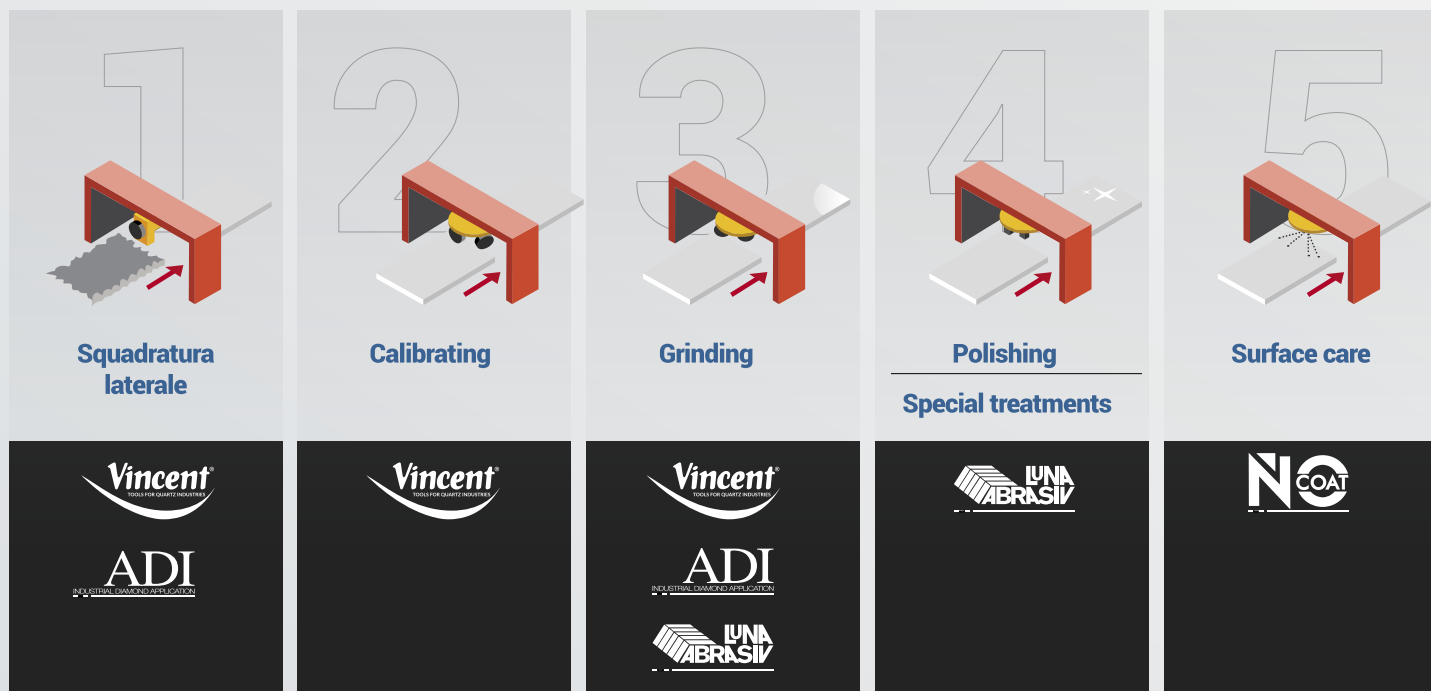 1
2
3
4
5
Squadratura
laterale
Calibrating
Grinding
Polishing
Special treatments
Surface care
Vincent®
TOOLS FOR QUARTZ INDUSTRIES
ADI
INDUSTRIAL DIAMOND APPLICATION
Vincent®
TOOLS FOR QUARTZ INDUSTRIES
Vincent®
TOOLS FOR QUARTZ INDUSTRIES
ADI
INDUSTRIAL DIAMOND APPLICATION
LUNA
ABRASIV
LUNA
ABRASIV
NO
COAT